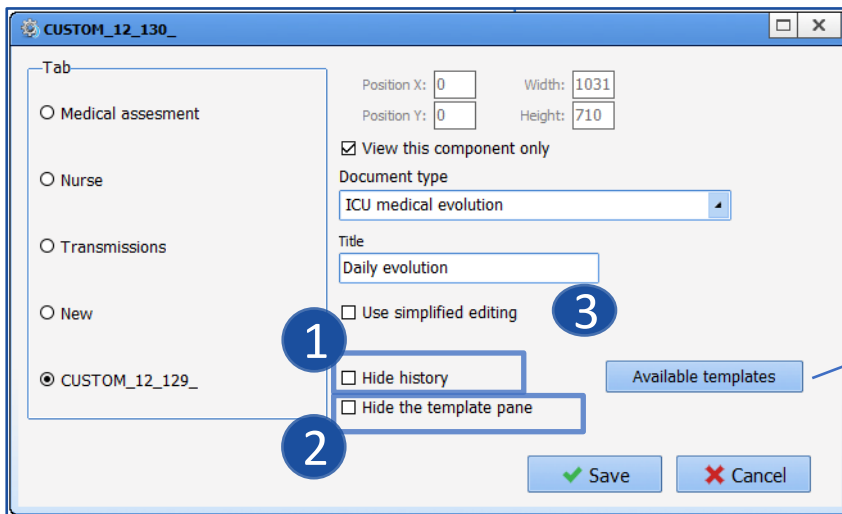 CUSTOM_12_130_
Tab
Medical assesment
Nurse
Transmissions
New
CUSTOM_12_129_
Position X: 0 Width: 1031
Position Y: 0 Height: 710
View this component only
Document type
ICU medical evolution
Title
Daily evolution
Use simplified editing
3
1
Hide history
Available templates
Hide the template pane
2
Save Cancel